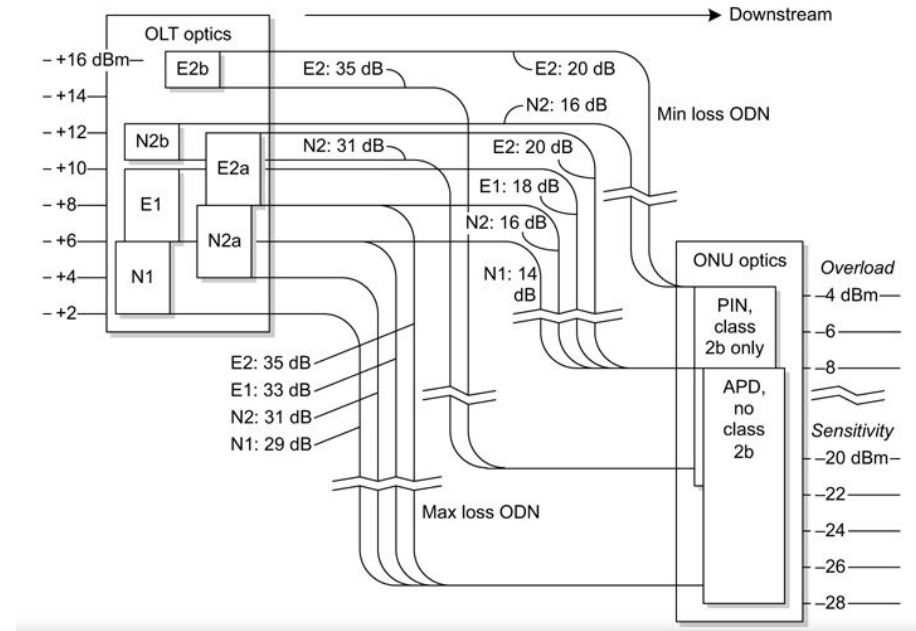 Downstream
OLT optics
– +16 dBm
E2b
E2: 35 dB
E2: 20 dB
– +14
N2: 16 dB
Min loss ODN
– +12
N2b
N2: 31 dB
E2: 20 dB
– +10
E2a
E1: 18 dB
– +8
E1
N2: 16 dB
– +6
N2a
N1: 14
dB
ONU optics
Overload
– +4
N1
–4 dBm
– +2
PIN,
class
2b only
–6
–8
E2: 35 dB
E1: 33 dB
N2: 31 dB
N1: 29 dB
APD,
no
class
2b
Sensitivity
–20 dBm
–22
Max loss ODN
–24
–26
–28